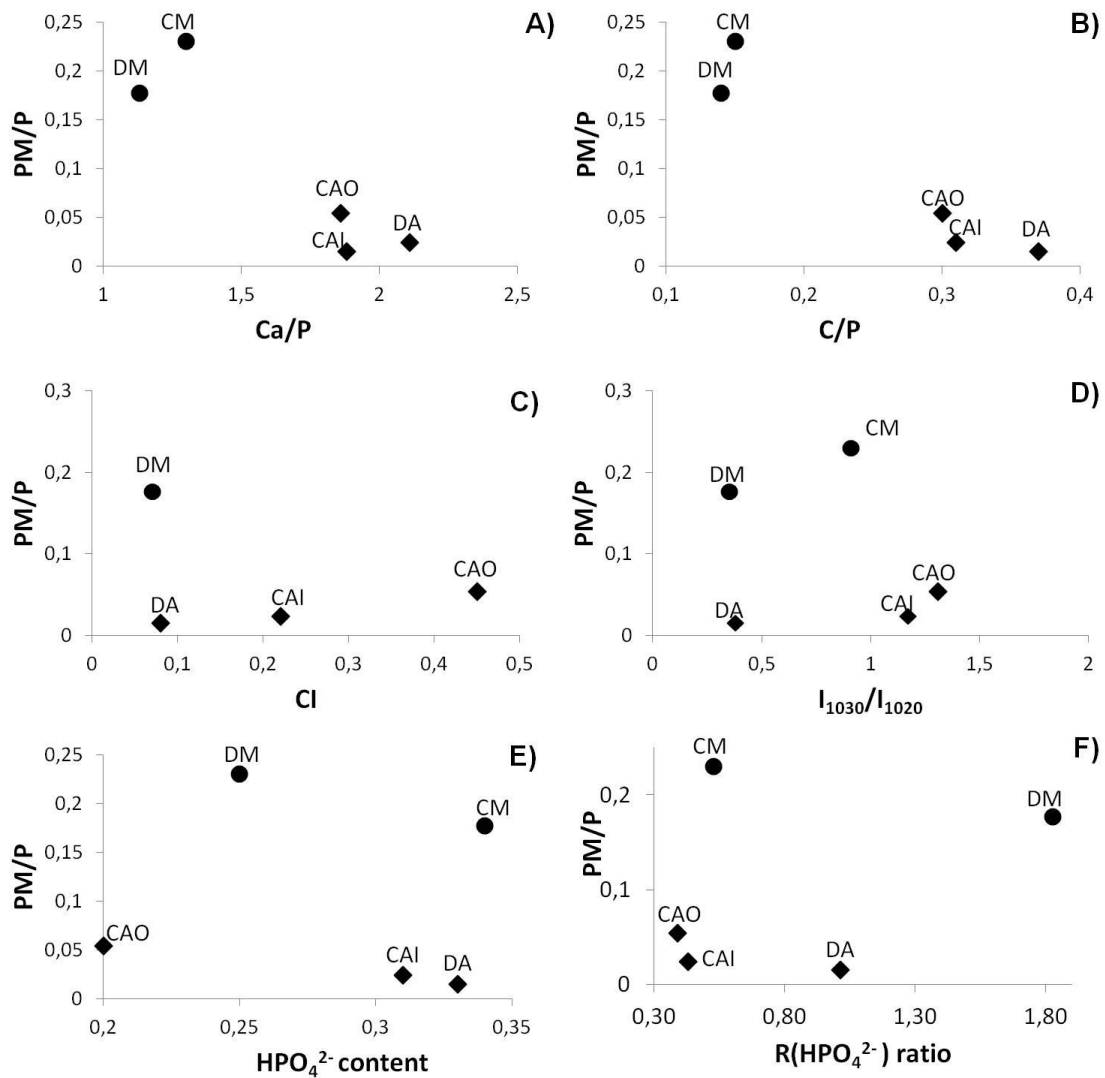 A)
PM/P
0,25
0,2
0,15
0,1
0,05
0
CM
DM
CAO
CAI
DA
1
1,5
2
2,5
Ca/P
B)
PM/P
0,25
0,2
0,15
0,1
0,05
0
CM
DM
CAO
CAI
DA
0,1
0,2
0,3
0,4
C/P
C)
PM/P
0,3
0,2
0,1
0
DM
DA
CAI
CAO
0
0,1
0,2
0,3
0,4
0,5
CI
D)
PM/P
0,3
0,2
0,1
0
CM
DM
CAO
CAI
DA
0
0,5
1
1,5
2
I₁₀₃₀/I₁₀₂₀
E)
PM/P
0,25
0,2
0,15
0,1
0,05
0
DM
CM
CAO
CAI
DA
0,2
0,25
0,3
0,35
HPO₄²⁻ content
F)
PM/P
0,2
0,1
0
CM
DM
CAO
CAI
DA
0,30
0,80
1,30
1,80
R(HPO₄²⁻) ratio